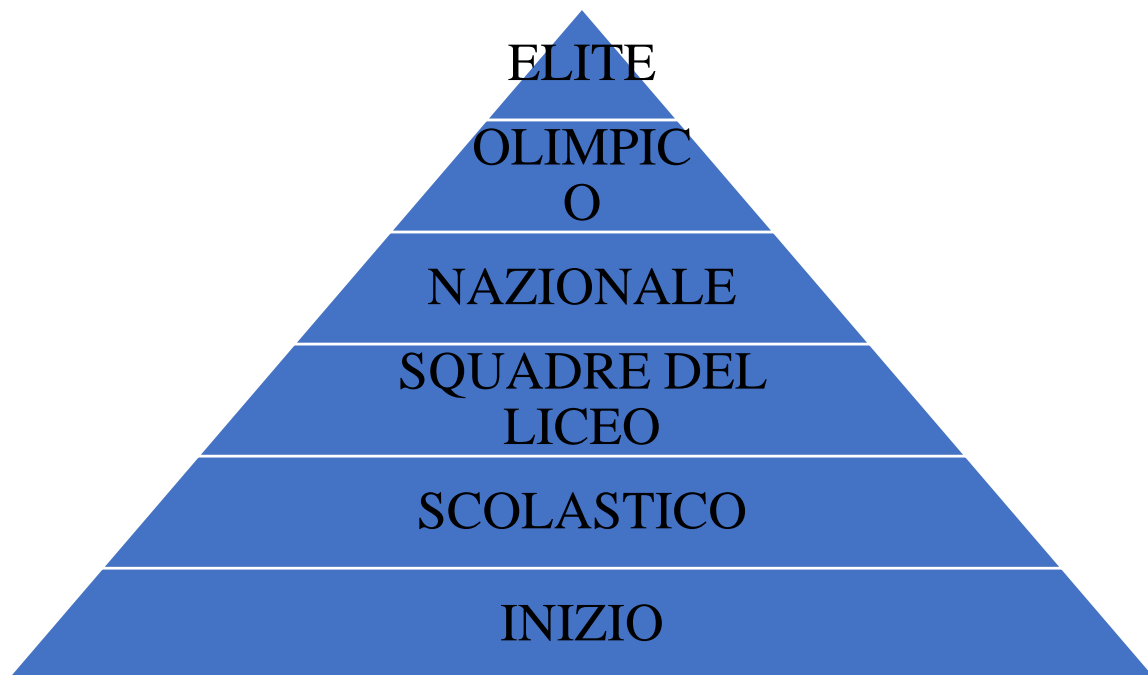 ELITE
OLIMPIC
O
NAZIONALE
SQUADRE DEL
LICEO
SCOLASTICO
INIZIO